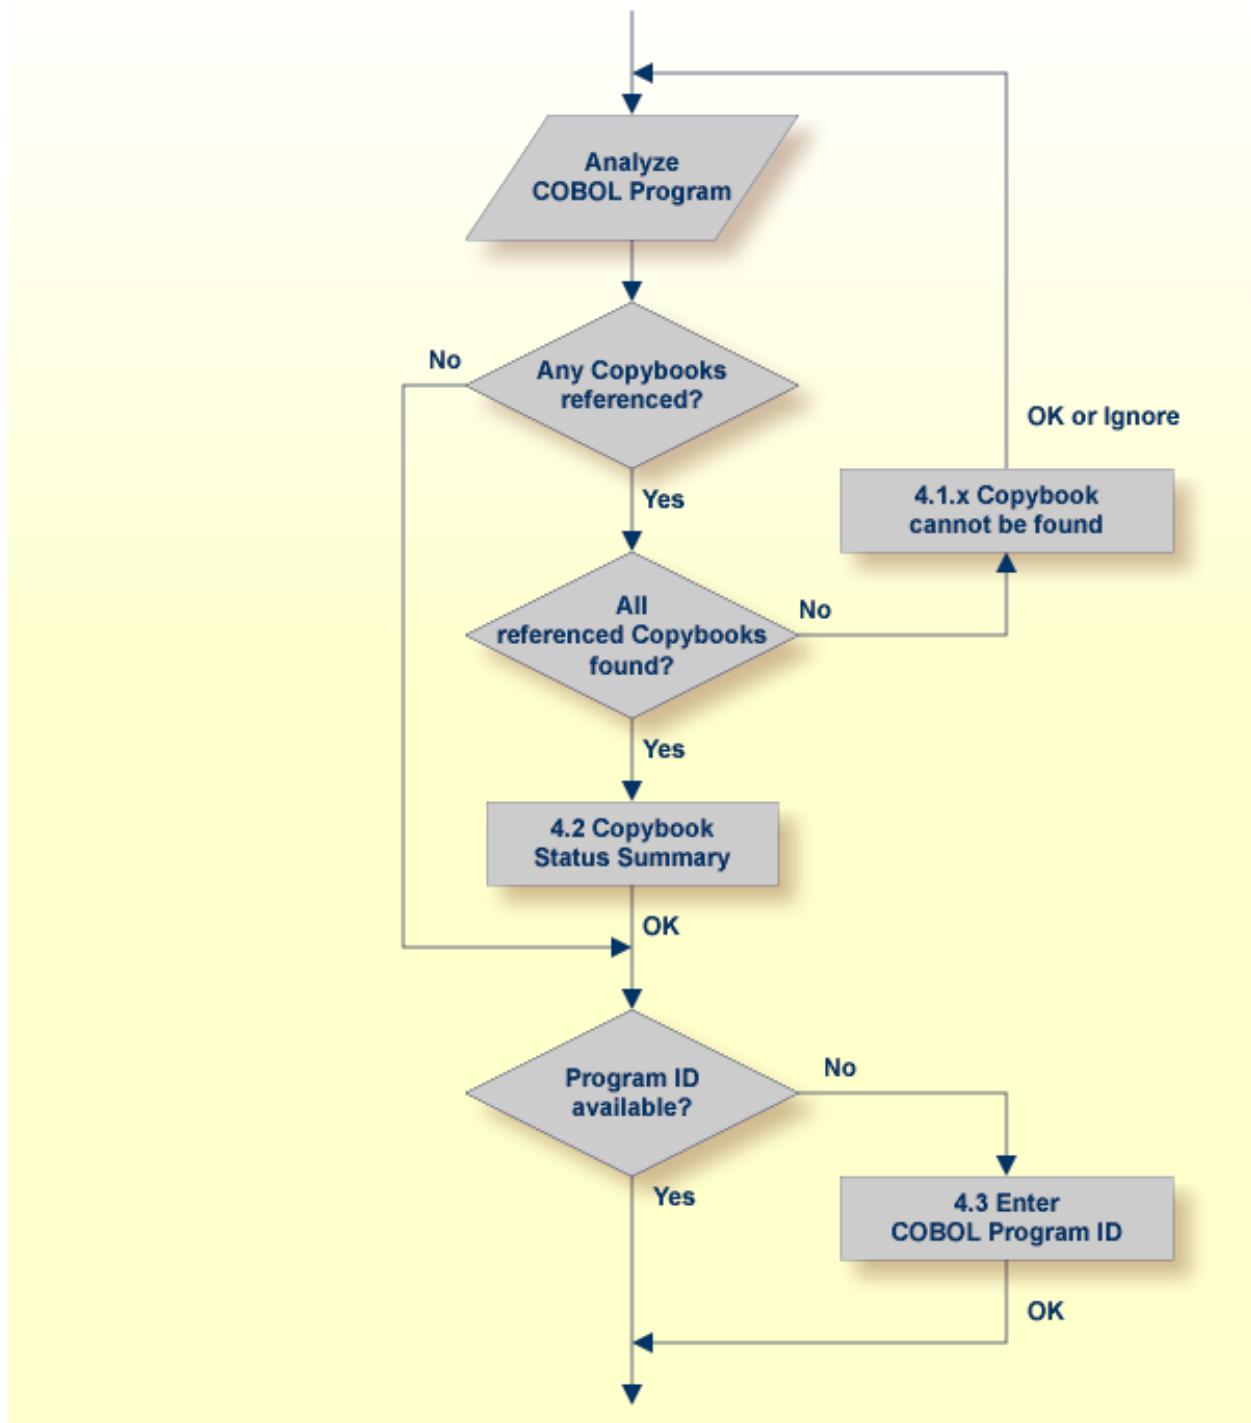 Analyze
COBOL Program
No
Any Copybooks
referenced?
OK or Ignore
Yes
4.1.x Copybook
cannot be found
All
referenced Copybooks
found?
No
Yes
4.2 Copybook
Status Summary
OK
Program ID
available?
No
Yes
4.3 Enter
COBOL Program ID
OK